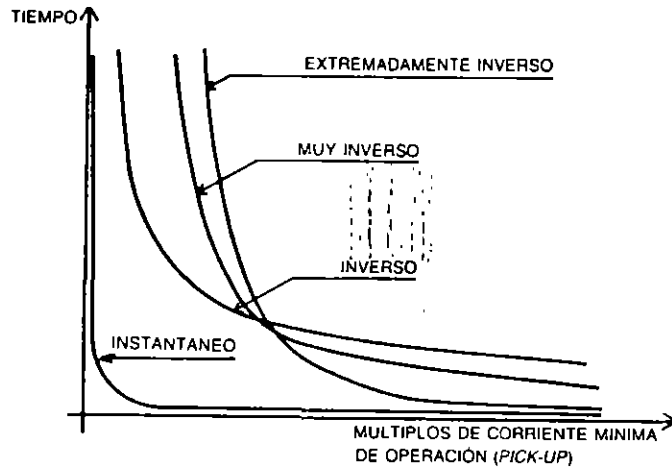 TIEMPO
EXTREMADAMENTE INVERSO
MUY INVERSO
INVERSO
INSTANTANEO
MULTIPLOS DE CORRIENTE MINIMA
DE OPERACIÓN (PICK-UP)